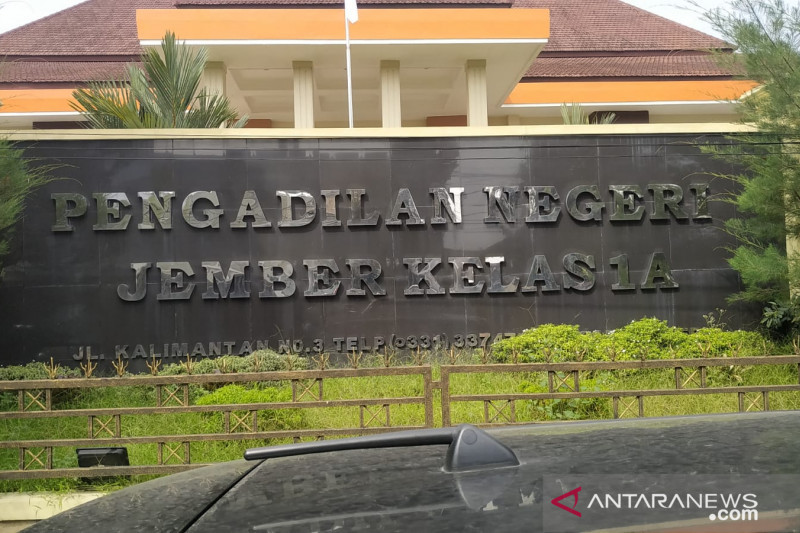 PENGADILAN NEGERI
JEMBER KELAS 1A
JL. KALIMANTAN NO.3 TELP (0331)
ANTARANEWS
.com